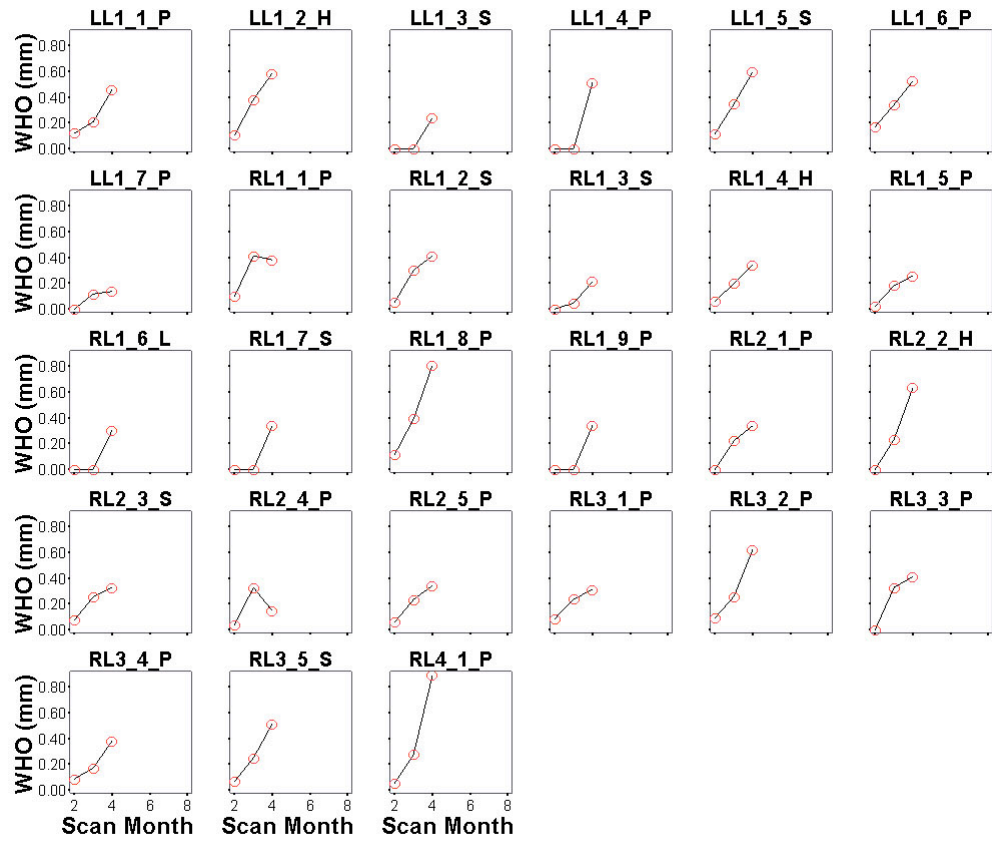 LL1_1_P LL1_2_H LL1_3_S LL1_4_P LL1_5_S LL1_6_P
WHO (mm)
0.80
0.60
0.40
0.20
0.00
LL1_7_P RL1_1_P RL1_2_S RL1_3_S RL1_4_H RL1_5_P
WHO (mm)
0.80
0.60
0.40
0.20
0.00
RL1_6_L RL1_7_S RL1_8_P RL1_9_P RL2_1_P RL2_2_H
WHO (mm)
0.80
0.60
0.40
0.20
0.00
RL2_3_S RL2_4_P RL2_5_P RL3_1_P RL3_2_P RL3_3_P
WHO (mm)
0.80
0.60
0.40
0.20
0.00
RL3_4_P RL3_5_S RL4_1_P
WHO (mm)
0.80
0.60
0.40
0.20
0.00
2 4 6 8 2 4 6 8 2 4 6 8
Scan Month Scan Month Scan Month